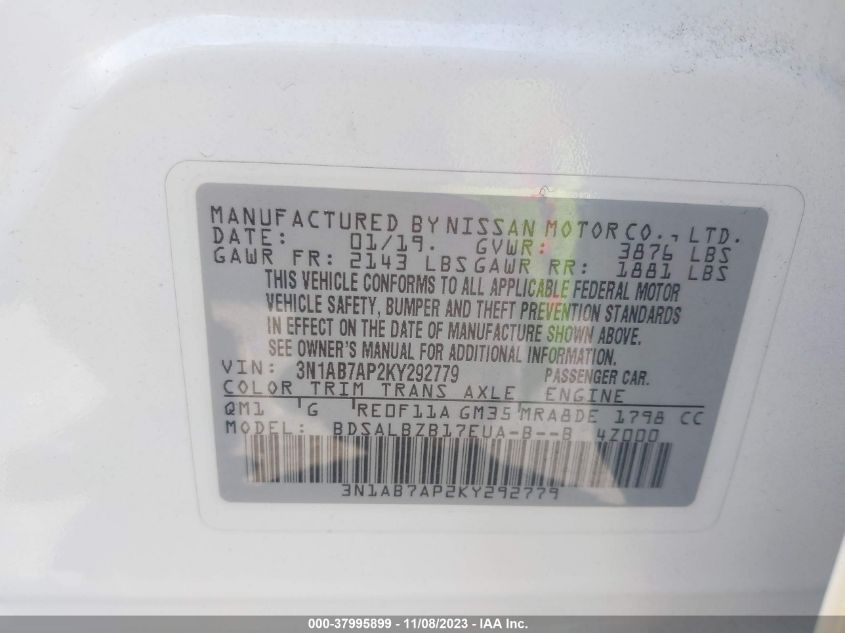 MANUFACTURED BY NISSAN MOTOR CO., LTD.
DATE: 01/19. GVWR: 3876 LBS
GAWR FR: 2143 LBS GAWR RR: 1881 LBS
THIS VEHICLE CONFORMS TO ALL APPLICABLE FEDERAL MOTOR
VEHICLE SAFETY, BUMPER AND THEFT PREVENTION STANDARDS
IN EFFECT ON THE DATE OF MANUFACTURE SHOWN ABOVE.
SEE OWNER'S MANUAL FOR ADDITIONAL INFORMATION.
VIN: 3N1AB7AP2KY292779 PASSENGER CAR.
COLOR TRIM TRANS AXLE ENGINE
QM1 G RE0F11A GM35 MRA8DE 1798 CC
MODEL: BDSALBZB17EUA-B--B 4Z000
3N1AB7AP2KY292779
000-37995899 - 11/08/2023 - IAA Inc.